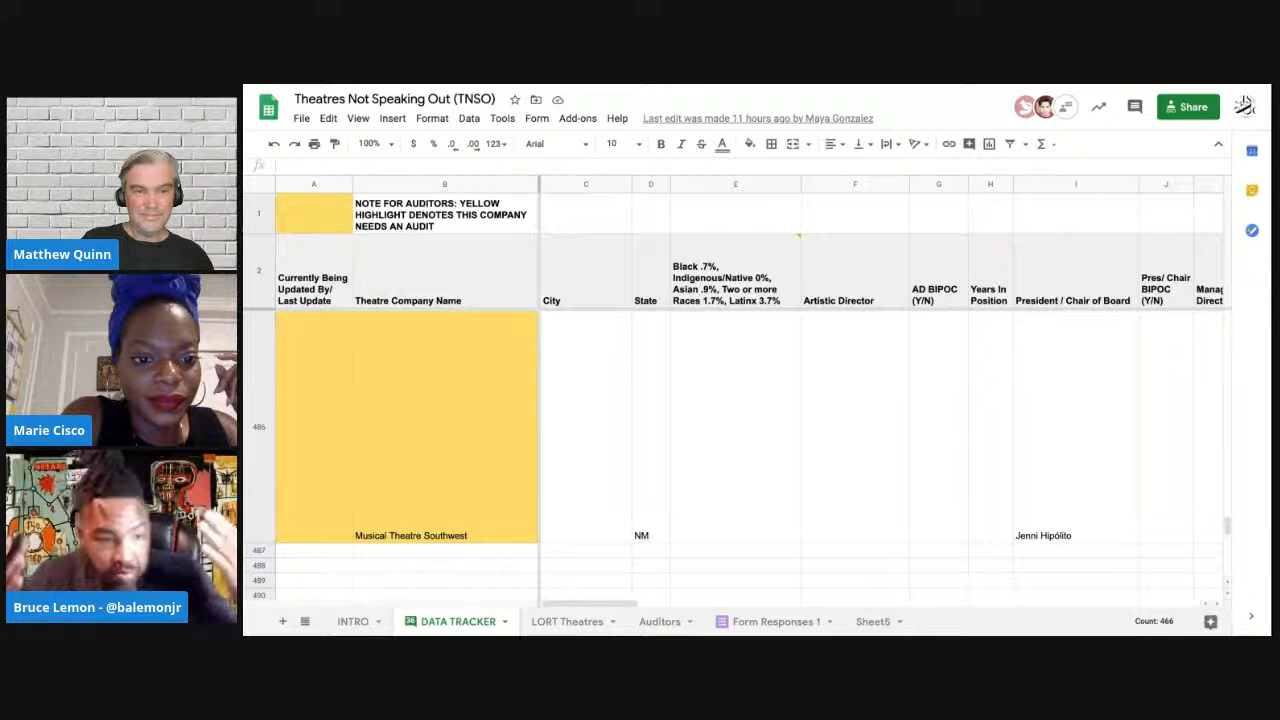 Matthew Quinn
Marie Cisco
Bruce Lemon - @balemonjr
Theatres Not Speaking Out (TNSO)
File Edit View Insert Format Data Tools Form Add-ons Help Last edit was made 11 hours ago by Maya Gonzalez
Share
100% $ % .0 .00 123 Arial 10 B I S A
fx
A B C D E F G H I J
1
NOTE FOR AUDITORS: YELLOW
HIGHLIGHT DENOTES THIS COMPANY
NEEDS AN AUDIT
2
Currently Being
Updated By/
Last Update
Theatre Company Name
City
State
Black .7%,
Indigenous/Native 0%,
Asian .9%, Two or more
Races 1.7%, Latinx 3.7%
Artistic Director
AD BIPOC
(Y/N)
Years In
Position
President / Chair of Board
Pres/ Chair
BIPOC
(Y/N)
Manag
Direct
486
Musical Theatre Southwest
NM
Jenni Hipólito
487
488
489
490
INTRO
36 DATA TRACKER
LORT Theatres
Auditors
Form Responses 1
Sheet5
Count: 466